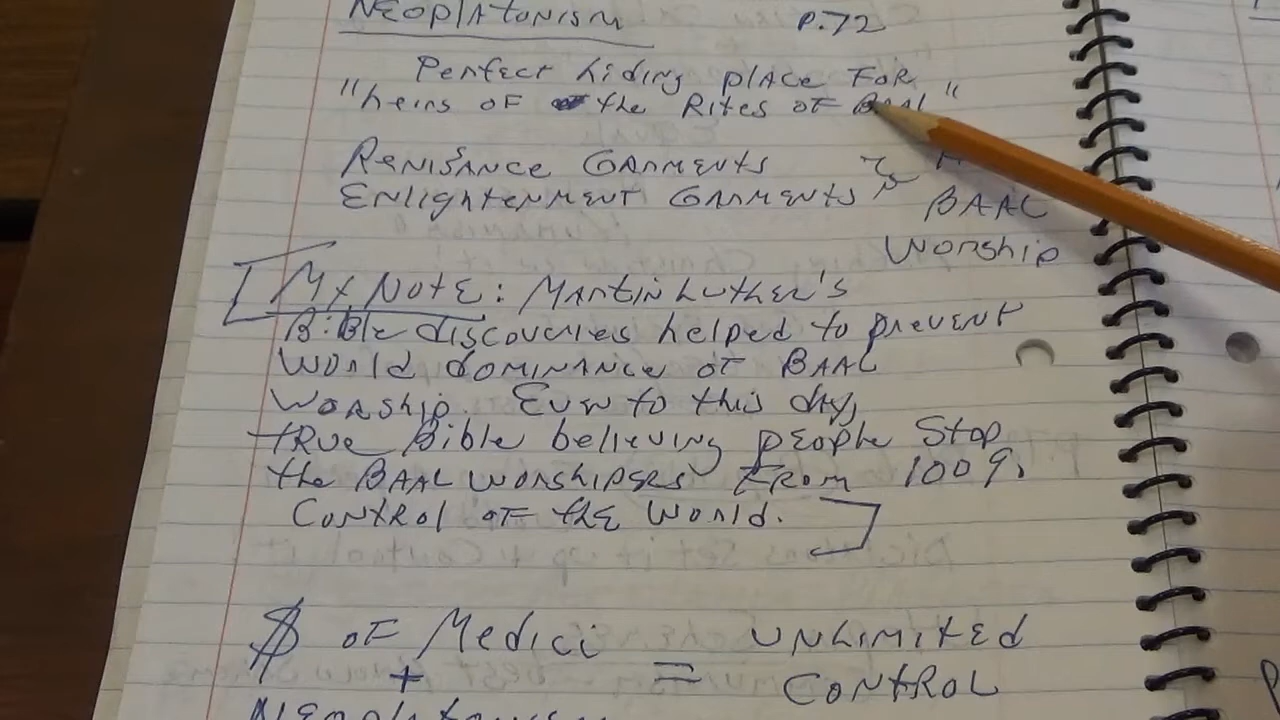 NEOPLATONISM P.72
Perfect hiding place FOR
"heirs OF the Rites OF BAAL"
RENISANCE GARMENTS
ENLIGHTENMENT GARMENTS
BAAL
Worship
[My NOTE: Martin Luther's
BiBle discoveries helped to prevent
World dominance of BAAL
Worship. Even to this day,
true Bible believing people Stop
the BAAL worshipers From 100%
Control of the World.]
$ of Medici = UNLIMITED
+ CONTROL
Neoplatonism